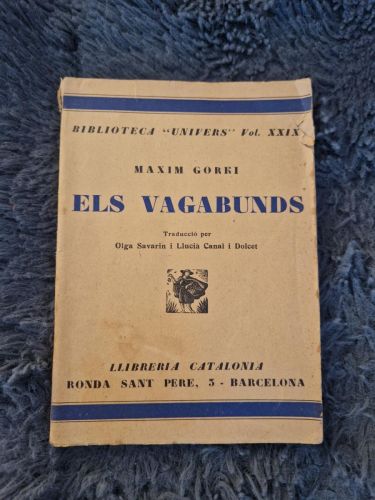 BIBLIOTECA "UNIVERS" Vol. XXIX
MAXIM GORKI
ELS VAGABUNDS
Traducció per
Olga Savarin i Llucià Canal i Dolcet
LLIBRERIA CATALONIA
RONDA SANT PERE, 3 - BARCELONA